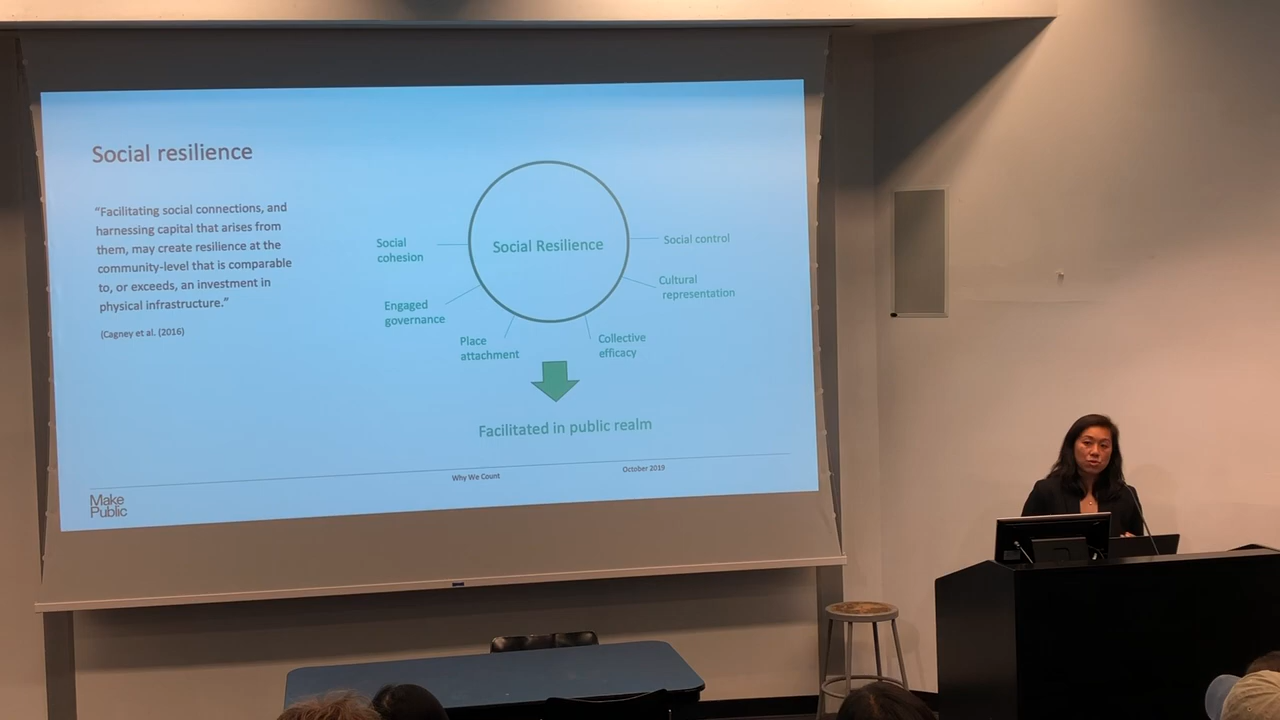 Social resilience
“Facilitating social connections, and
harnessing capital that arises from
them, may create resilience at the
community-level that is comparable
to, or exceeds, an investment in
physical infrastructure.”
(Cagney et al. (2016)
Social Resilience
Social
cohesion
Engaged
governance
Place
attachment
Collective
efficacy
Cultural
representation
Social control
Facilitated in public realm
Make
Public
Why We Count
October 2019